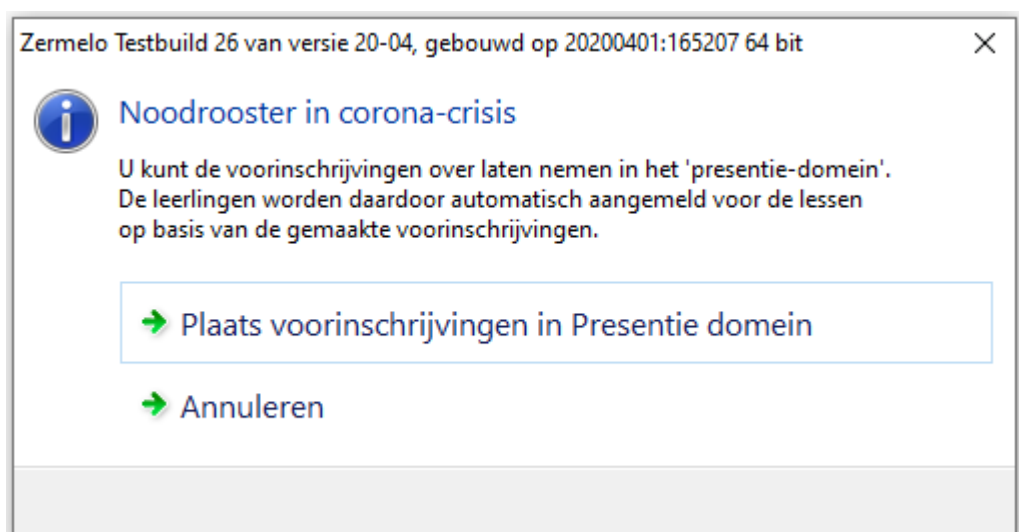 Zermelo Testbuild 26 van versie 20-04, gebouwd op 20200401:165207 64 bit
Noodrooster in corona-crisis
U kunt de voorinschrijvingen over laten nemen in het 'presentie-domein'.
De leerlingen worden daardoor automatisch aangemeld voor de lessen
op basis van de gemaakte voorinschrijvingen.
Plaats voorinschrijvingen in Presentie domein
Annuleren